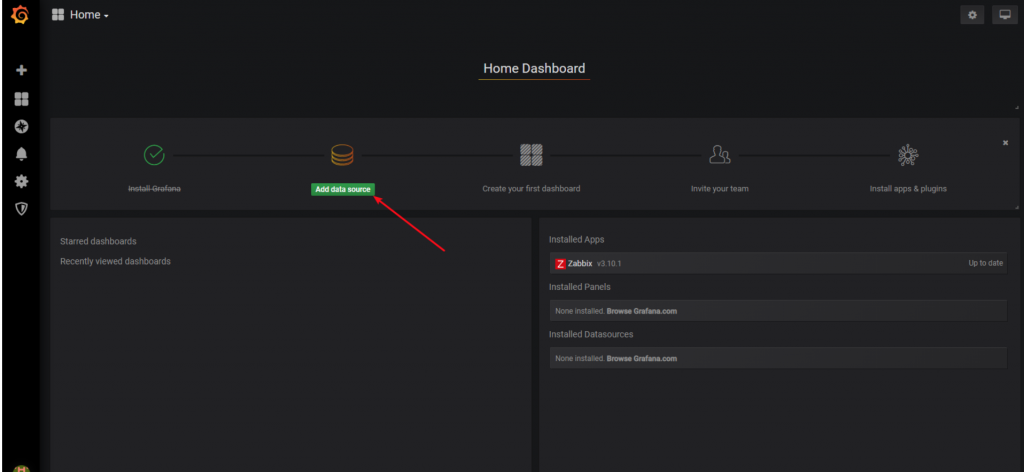 Home
Home Dashboard
Install Grafana
Add data source
Create your first dashboard
Invite your team
Install apps & plugins
Starred dashboards
Recently viewed dashboards
Installed Apps
Z Zabbix v3.10.1 Up to date
Installed Panels
None installed. Browse Grafana.com
Installed Datasources
None installed. Browse Grafana.com